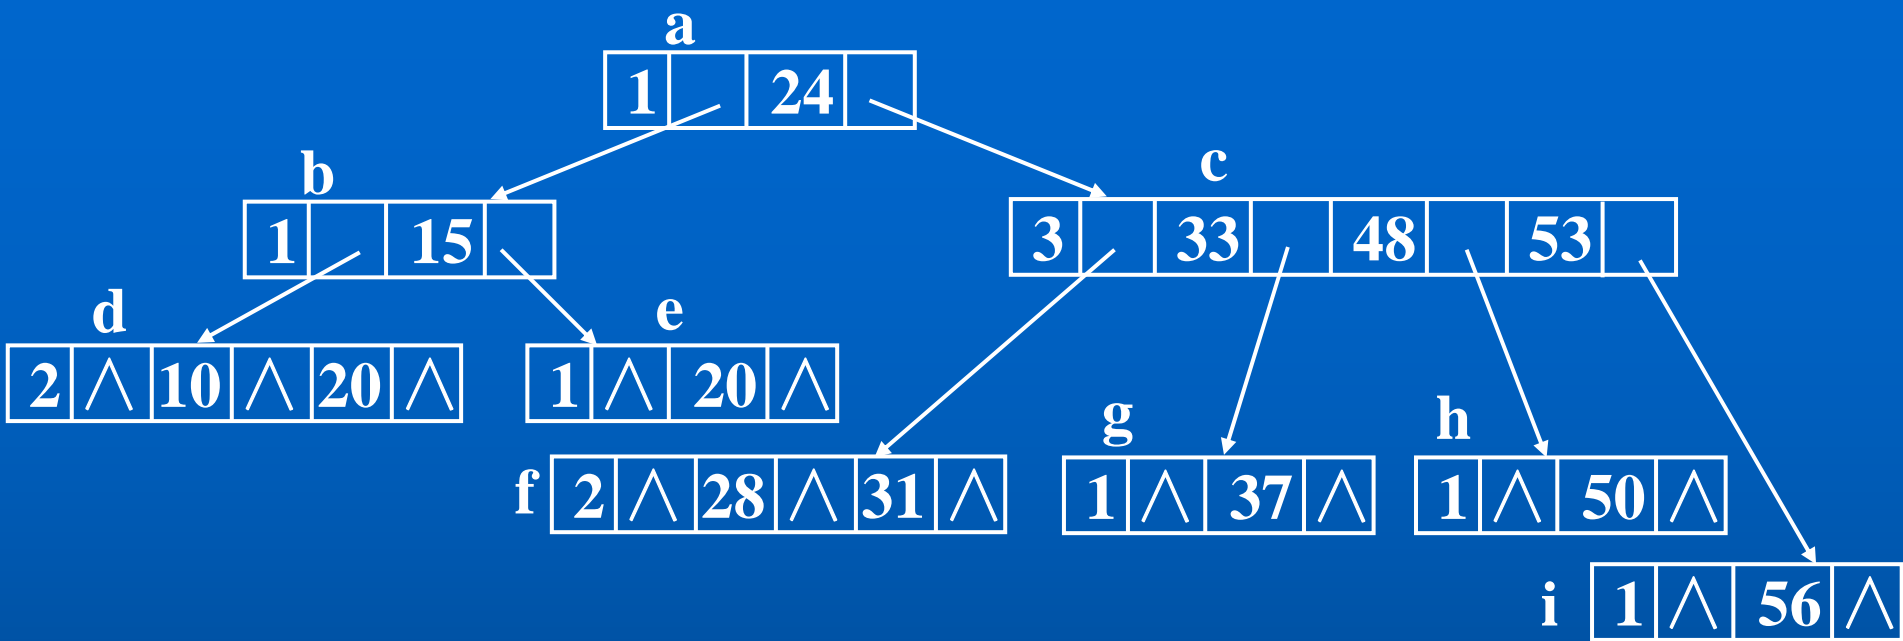 a
1 24
b c
1 15 3 33 48 53
d e
2 ∧ 10 ∧ 20 ∧ 1 ∧ 20 ∧
g h
f 2 ∧ 28 ∧ 31 ∧ 1 ∧ 37 ∧ 1 ∧ 50 ∧
i 1 ∧ 56 ∧